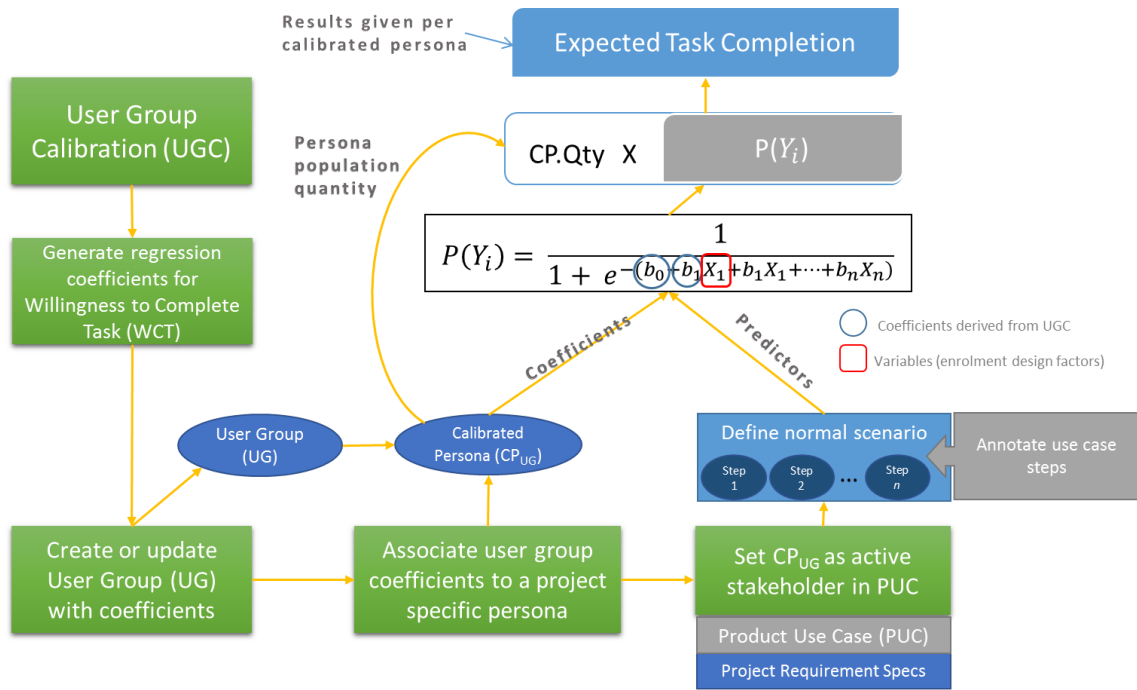 Results given per
calibrated persona
Expected Task Completion
User Group
Calibration (UGC)
Persona
population
quantity
CP.Qty X
P(Yᵢ)
Generate regression
coefficients for
Willingness to Complete
Task (WCT)
P(Yᵢ) = 1 / (1 + e^−(b₀+b₁X₁+b₁X₁+⋯+bₙXₙ))
Coefficients
Predictors
Coefficients derived from UGC
Variables (enrolment design factors)
User Group
(UG)
Calibrated
Persona (CP_UG)
Define normal scenario
Step
1
Step
2
...
Step
n
Annotate use case
steps
Create or update
User Group (UG)
with coefficients
Associate user group
coefficients to a project
specific persona
Set CP_UG as active
stakeholder in PUC
Product Use Case (PUC)
Project Requirement Specs